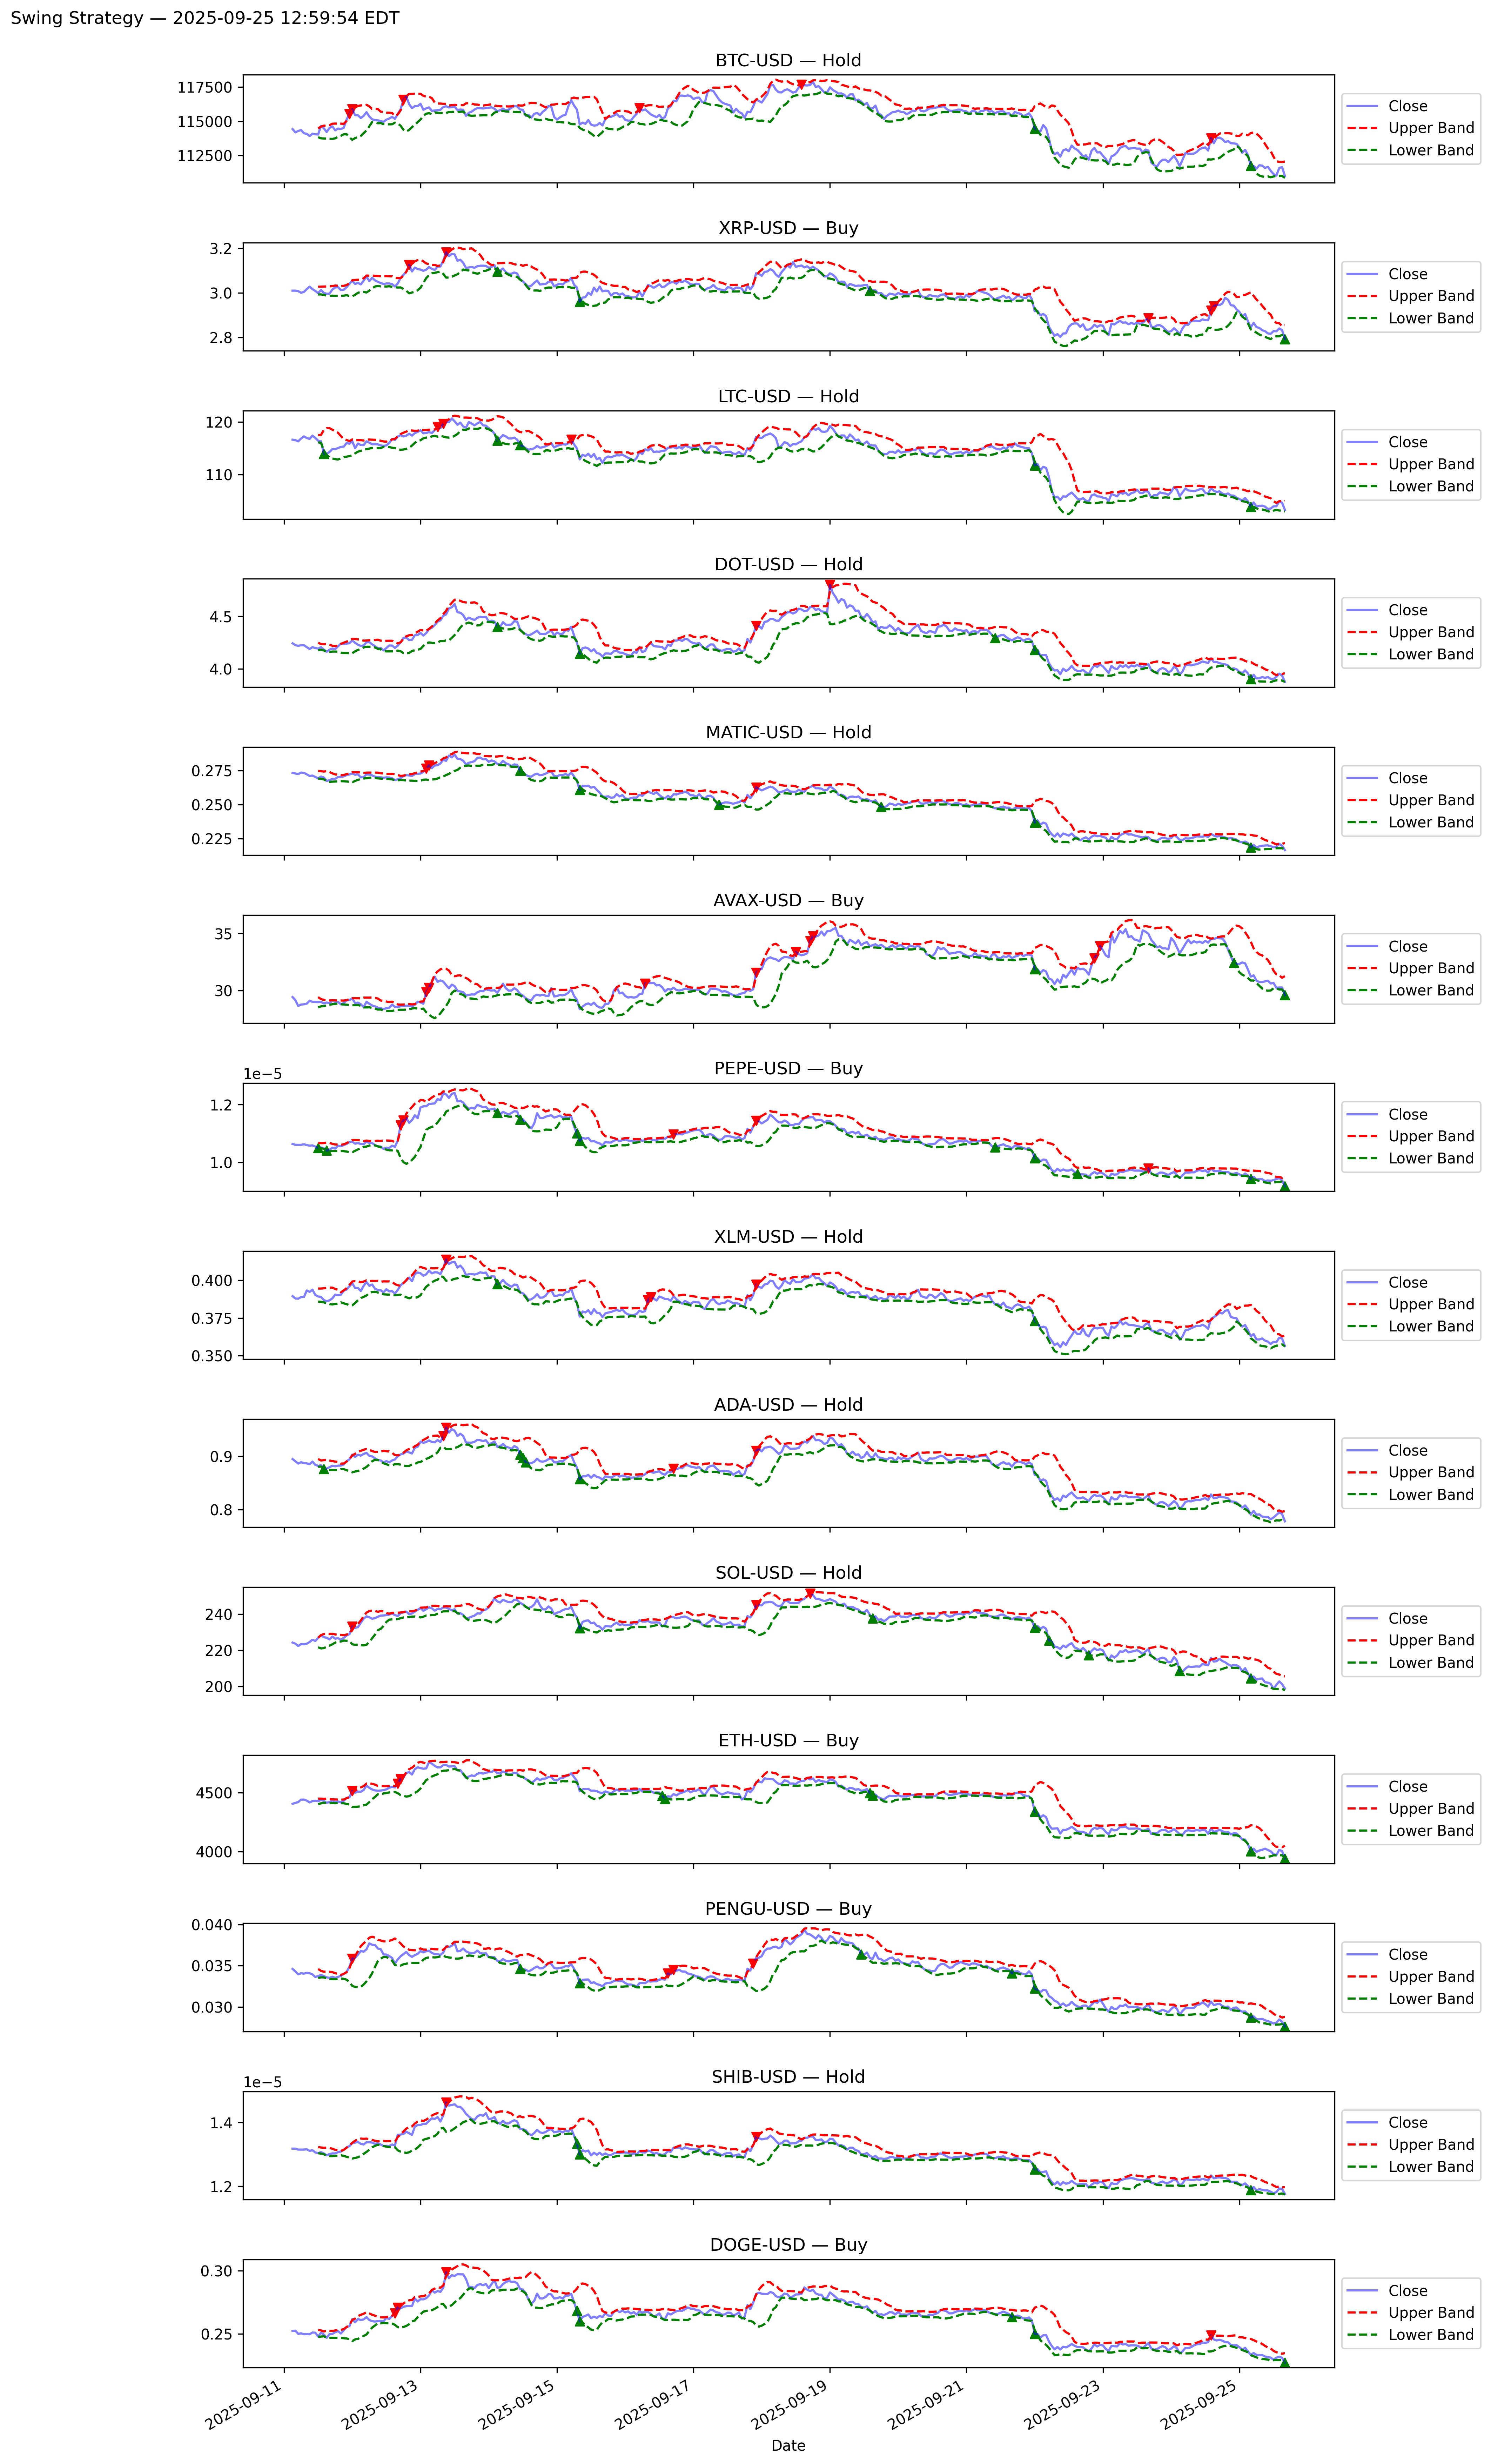 Swing Strategy — 2025-09-25 12:59:54 EDT
BTC-USD — Hold
117500
115000
112500
Close
Upper Band
Lower Band
XRP-USD — Buy
3.2
3.0
2.8
Close
Upper Band
Lower Band
LTC-USD — Hold
120
110
Close
Upper Band
Lower Band
DOT-USD — Hold
4.5
4.0
Close
Upper Band
Lower Band
MATIC-USD — Hold
0.275
0.250
0.225
Close
Upper Band
Lower Band
AVAX-USD — Buy
35
30
Close
Upper Band
Lower Band
PEPE-USD — Buy
1e−5
1.2
1.0
Close
Upper Band
Lower Band
XLM-USD — Hold
0.400
0.375
0.350
Close
Upper Band
Lower Band
ADA-USD — Hold
0.9
0.8
Close
Upper Band
Lower Band
SOL-USD — Hold
240
220
200
Close
Upper Band
Lower Band
ETH-USD — Buy
4500
4000
Close
Upper Band
Lower Band
PENGU-USD — Buy
0.040
0.035
0.030
Close
Upper Band
Lower Band
SHIB-USD — Hold
1e−5
1.4
1.2
Close
Upper Band
Lower Band
DOGE-USD — Buy
0.30
0.25
Close
Upper Band
Lower Band
2025-09-11
2025-09-13
2025-09-15
2025-09-17
2025-09-19
2025-09-21
2025-09-23
2025-09-25
Date